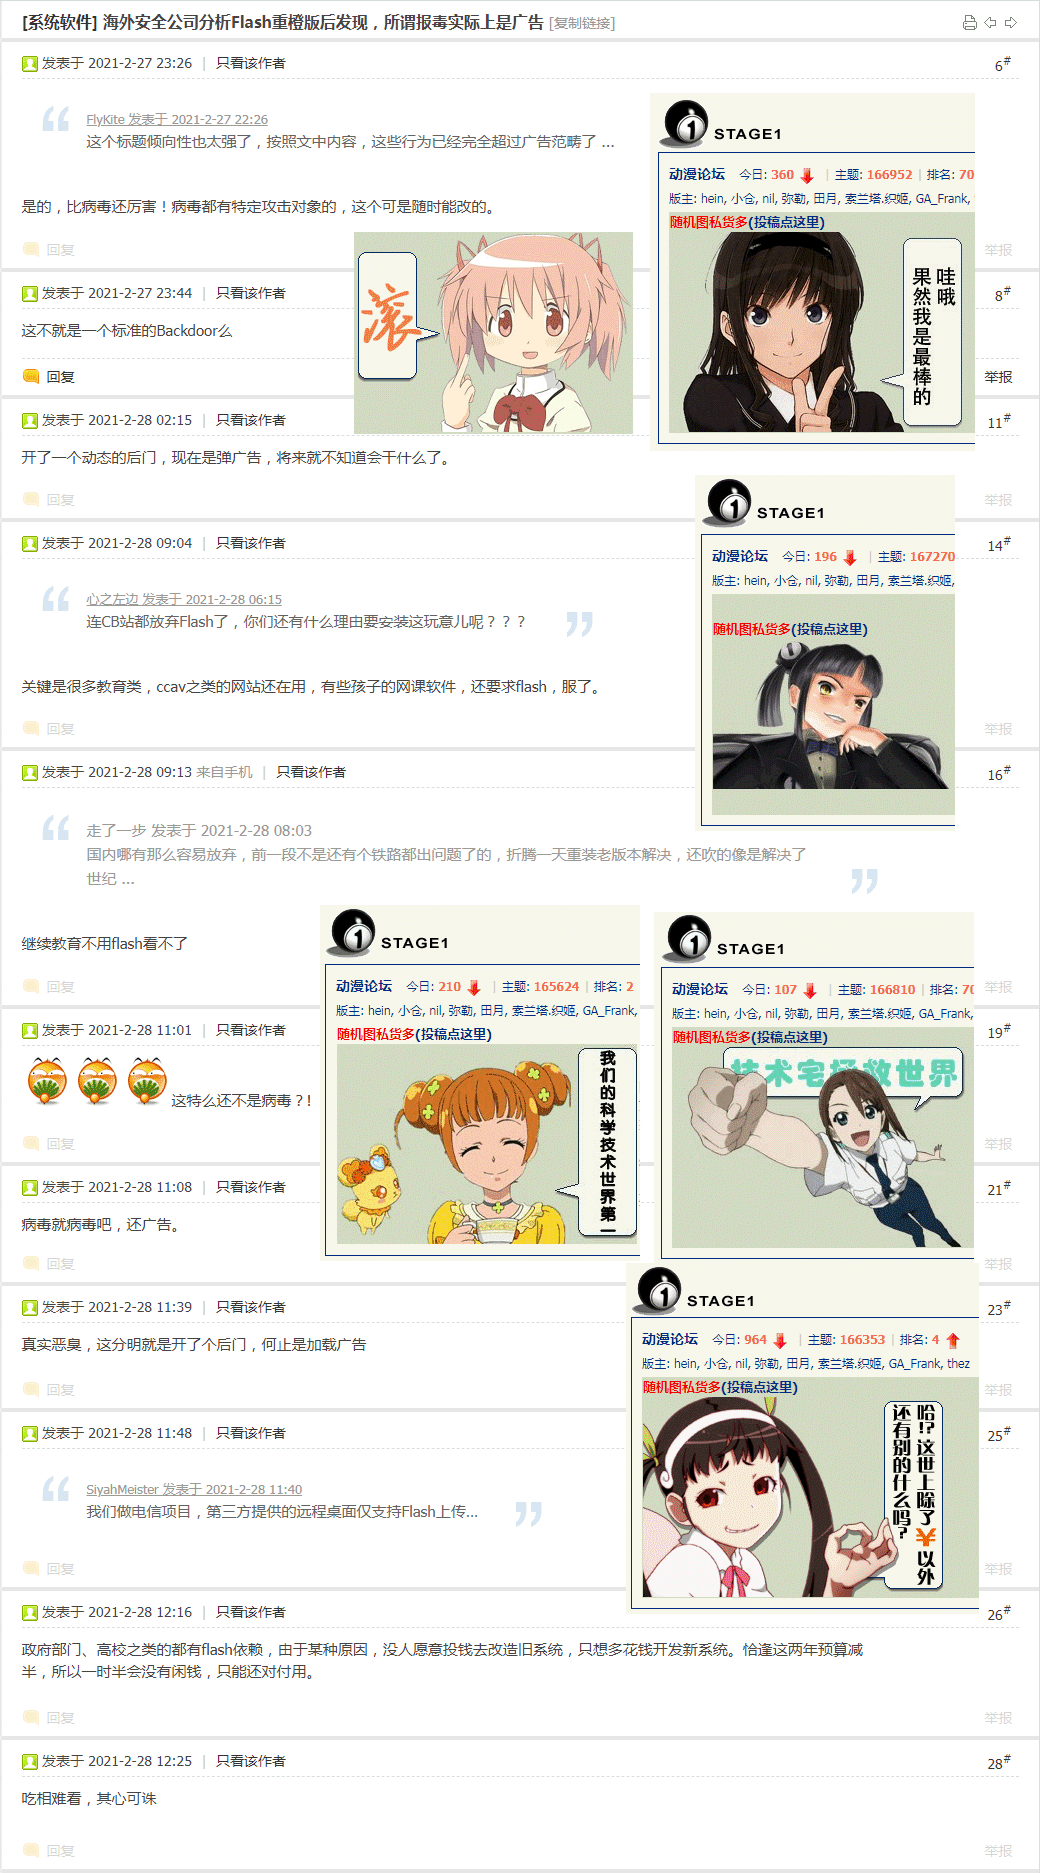 [系统软件] 海外安全公司分析Flash重橙版后发现，所谓报毒实际上是广告 [复制链接]
发表于 2021-2-27 23:26 | 只看该作者
6#
FlyKite 发表于 2021-2-27 22:26
这个标题倾向性也太强了，按照文中内容，这些行为已经完全超过广告范畴了 ...
是的，比病毒还厉害！病毒都有特定攻击对象的，这个可是随时能改的。
回复
举报
STAGE1
动漫论坛 今日: 360 | 主题: 166952 | 排名: 70
版主: hein, 小仓, nil, 弥勒, 田月, 索兰塔.织姬, GA_Frank,
随机图私货多(投稿点这里)
哇哦
果然我是最棒的
滚
发表于 2021-2-27 23:44 | 只看该作者
8#
这不就是一个标准的Backdoor么
回复
举报
发表于 2021-2-28 02:15 | 只看该作者
11#
开了一个动态的后门，现在是弹广告，将来就不知道会干什么了。
回复
举报
STAGE1
动漫论坛 今日: 196 | 主题: 167270
版主: hein, 小仓, nil, 弥勒, 田月, 索兰塔.织姬,
随机图私货多(投稿点这里)
发表于 2021-2-28 09:04 | 只看该作者
14#
心之左边 发表于 2021-2-28 06:15
连CB站都放弃Flash了，你们还有什么理由要安装这玩意儿呢？？？
关键是很多教育类，ccav之类的网站还在用，有些孩子的网课软件，还要求flash，服了。
回复
举报
发表于 2021-2-28 09:13 来自手机 | 只看该作者
16#
走了一步 发表于 2021-2-28 08:03
国内哪有那么容易放弃，前一段不是还有个铁路都出问题了的，折腾一天重装老版本解决，还吹的像是解决了
世纪 ...
继续教育不用flash看不了
回复
举报
STAGE1
动漫论坛 今日: 210 | 主题: 165624 | 排名: 2
版主: hein, 小仓, nil, 弥勒, 田月, 索兰塔.织姬, GA_Frank,
随机图私货多(投稿点这里)
我们的科学技术世界第一
STAGE1
动漫论坛 今日: 107 | 主题: 166810 | 排名: 70
版主: hein, 小仓, nil, 弥勒, 田月, 索兰塔.织姬, GA_Frank,
随机图私货多(投稿点这里)
技术宅拯救世界
发表于 2021-2-28 11:01 | 只看该作者
19#
这特么还不是病毒？!
回复
举报
发表于 2021-2-28 11:08 | 只看该作者
21#
病毒就病毒吧，还广告。
回复
举报
发表于 2021-2-28 11:39 | 只看该作者
23#
真实恶臭，这分明就是开了个后门，何止是加载广告
回复
举报
STAGE1
动漫论坛 今日: 964 | 主题: 166353 | 排名: 4
版主: hein, 小仓, nil, 弥勒, 田月, 索兰塔.织姬, GA_Frank, thez
随机图私货多(投稿点这里)
哈!? 这世上除了¥以外
还有别的什么吗?
发表于 2021-2-28 11:48 | 只看该作者
25#
SiyahMeister 发表于 2021-2-28 11:40
我们做电信项目，第三方提供的远程桌面仅支持Flash上传...
回复
举报
发表于 2021-2-28 12:16 | 只看该作者
26#
政府部门、高校之类的都有flash依赖，由于某种原因，没人愿意投钱去改造旧系统，只想多花钱开发新系统。恰逢这两年预算减
半，所以一时半会没有闲钱，只能还对付用。
回复
举报
发表于 2021-2-28 12:25 | 只看该作者
28#
吃相难看，其心可诛
回复
举报